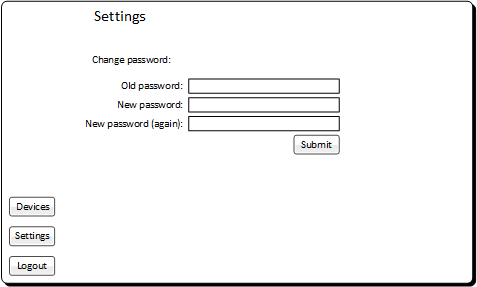 Settings
Change password:
Old password:
New password:
New password (again):
Submit
Devices
Settings
Logout